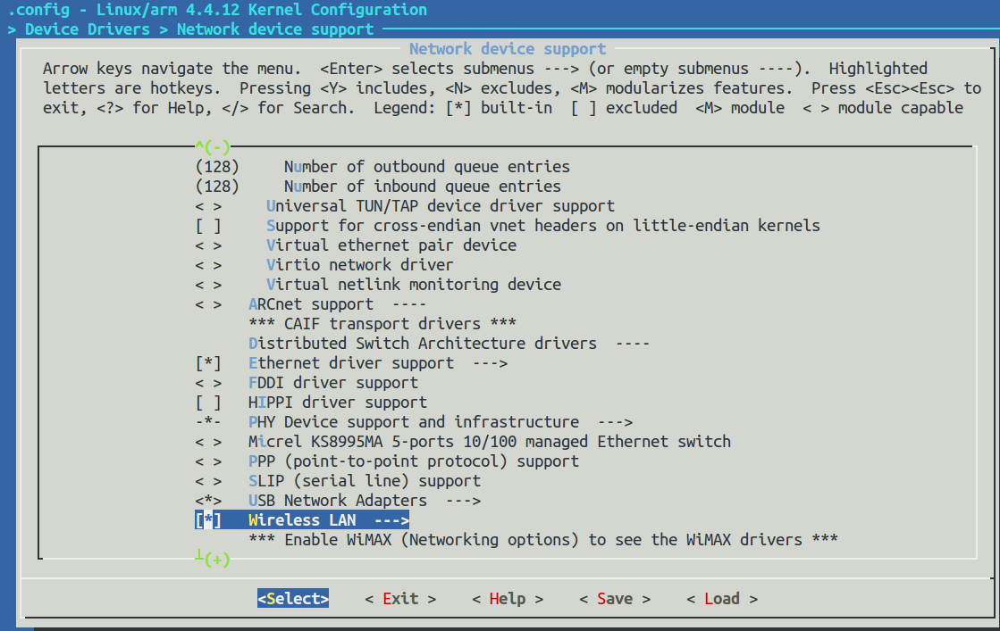 .config - Linux/arm 4.4.12 Kernel Configuration
> Device Drivers > Network device support
Network device support
Arrow keys navigate the menu.  <Enter> selects submenus ---> (or empty submenus ----).  Highlighted
letters are hotkeys.  Pressing <Y> includes, <N> excludes, <M> modularizes features.  Press <Esc><Esc> to
exit, <?> for Help, </> for Search.  Legend: [*] built-in  [ ] excluded  <M> module  < > module capable
^(-)
(128)     Number of outbound queue entries
(128)     Number of inbound queue entries
< >     Universal TUN/TAP device driver support
[ ]     Support for cross-endian vnet headers on little-endian kernels
< >     Virtual ethernet pair device
< >     Virtio network driver
< >     Virtual netlink monitoring device
< >   ARCnet support  ----
*** CAIF transport drivers ***
Distributed Switch Architecture drivers  ----
[*]   Ethernet driver support  --->
< >   FDDI driver support
[ ]   HIPPI driver support
-*-   PHY Device support and infrastructure  --->
< >   Micrel KS8995MA 5-ports 10/100 managed Ethernet switch
< >   PPP (point-to-point protocol) support
< >   SLIP (serial line) support
<*>   USB Network Adapters  --->
[*]   Wireless LAN  --->
*** Enable WiMAX (Networking options) to see the WiMAX drivers ***
┴(+)
<Select>    < Exit >    < Help >    < Save >    < Load >